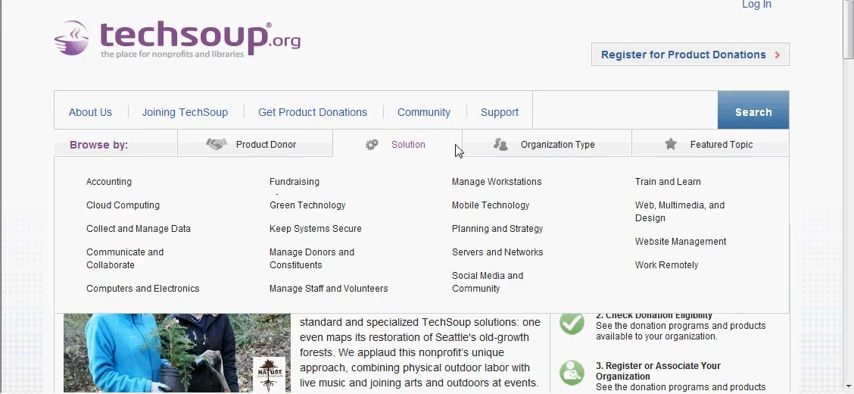 Log In
techsoup®.org
the place for nonprofits and libraries
Register for Product Donations >
About Us
Joining TechSoup
Get Product Donations
Community
Support
Search
Browse by:
Product Donor
Solution
Organization Type
Featured Topic
Accounting
Cloud Computing
Collect and Manage Data
Communicate and
Collaborate
Computers and Electronics
Fundraising
Green Technology
Keep Systems Secure
Manage Donors and
Constituents
Manage Staff and Volunteers
Manage Workstations
Mobile Technology
Planning and Strategy
Servers and Networks
Social Media and
Community
Train and Learn
Web, Multimedia, and
Design
Website Management
Work Remotely
standard and specialized TechSoup solutions: one
even maps its restoration of Seattle's old-growth
forests. We applaud this nonprofit's unique
approach, combining physical outdoor labor with
live music and joining arts and outdoors at events.
NATURE
2. Check Donation Eligibility
See the donation programs and products
available to your organization.
3. Register or Associate Your
Organization
See the donation programs and products